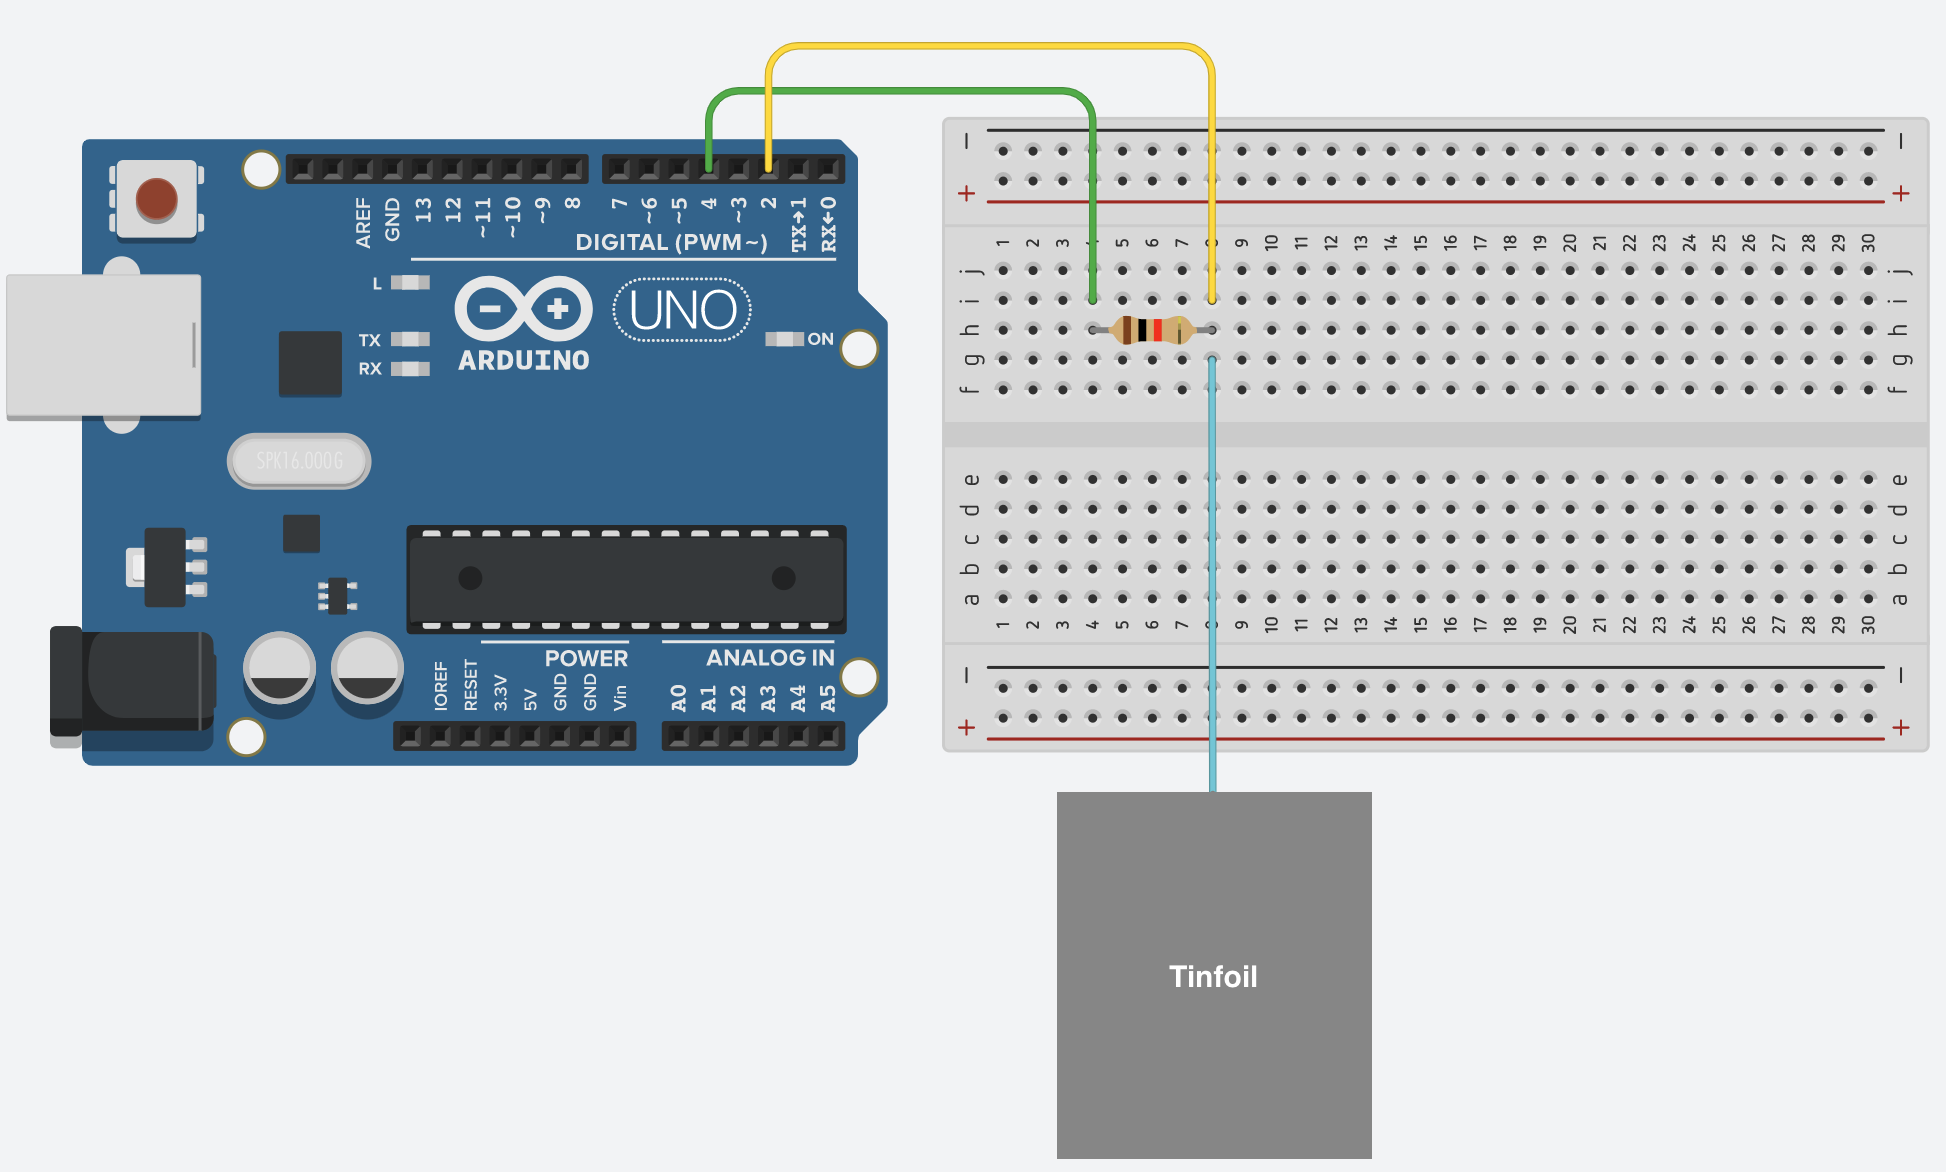 AREF GND 13 12 ~11 ~10 ~9 8 7 ~6 ~5 4 ~3 2 TX→1 RX←0
DIGITAL (PWM~)
L
TX
RX
UNO
ON
ARDUINO
SPK16.000G
POWER
ANALOG IN
IOREF RESET 3.3V 5V GND GND Vin A0 A1 A2 A3 A4 A5
− −
+ +
1 2 3 4 5 6 7 8 9 10 11 12 13 14 15 16 17 18 19 20 21 22 23 24 25 26 27 28 29 30
j j
i i
h h
g g
f f
e e
d d
c c
b b
a a
1 2 3 4 5 6 7 8 9 10 11 12 13 14 15 16 17 18 19 20 21 22 23 24 25 26 27 28 29 30
− −
+ +
Tinfoil